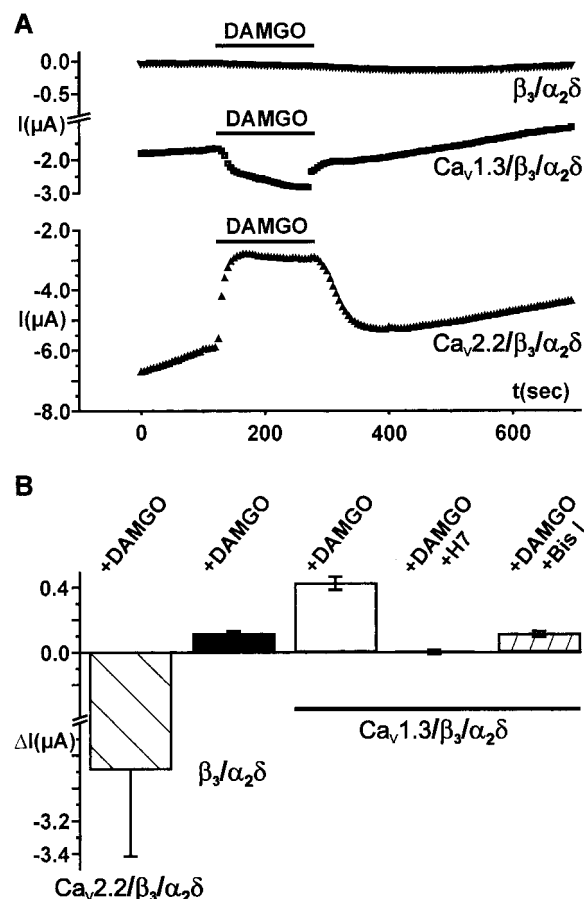 A
DAMGO
0.0
-0.5
β₃/α₂δ
I(μA)
DAMGO
-2.0
-3.0
Caᵥ1.3/β₃/α₂δ
DAMGO
-2.0
-4.0
I(μA)
-6.0
-8.0
Caᵥ2.2/β₃/α₂δ
t(sec)
0 200 400 600
B
+DAMGO
+DAMGO
+DAMGO
+DAMGO
+H7
+DAMGO
+Bis I
0.4
0.0
ΔI(μA)
-3.2
-3.4
Caᵥ1.3/β₃/α₂δ
β₃/α₂δ
Caᵥ2.2/β₃/α₂δ